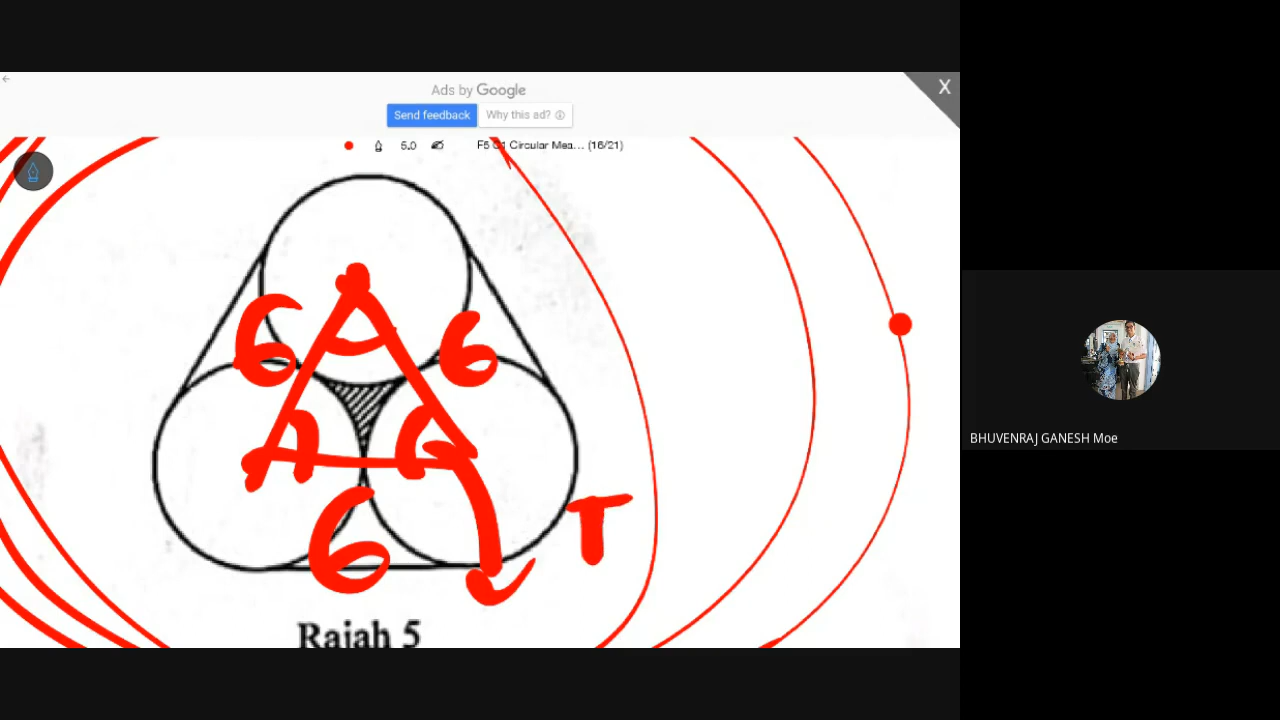 Ads by Google
Send feedback
Why this ad?
X
5.0
F5 C1 Circular Mea... (16/21)
6
6
6
T
Rajah 5
BHUVENRAJ GANESH Moe